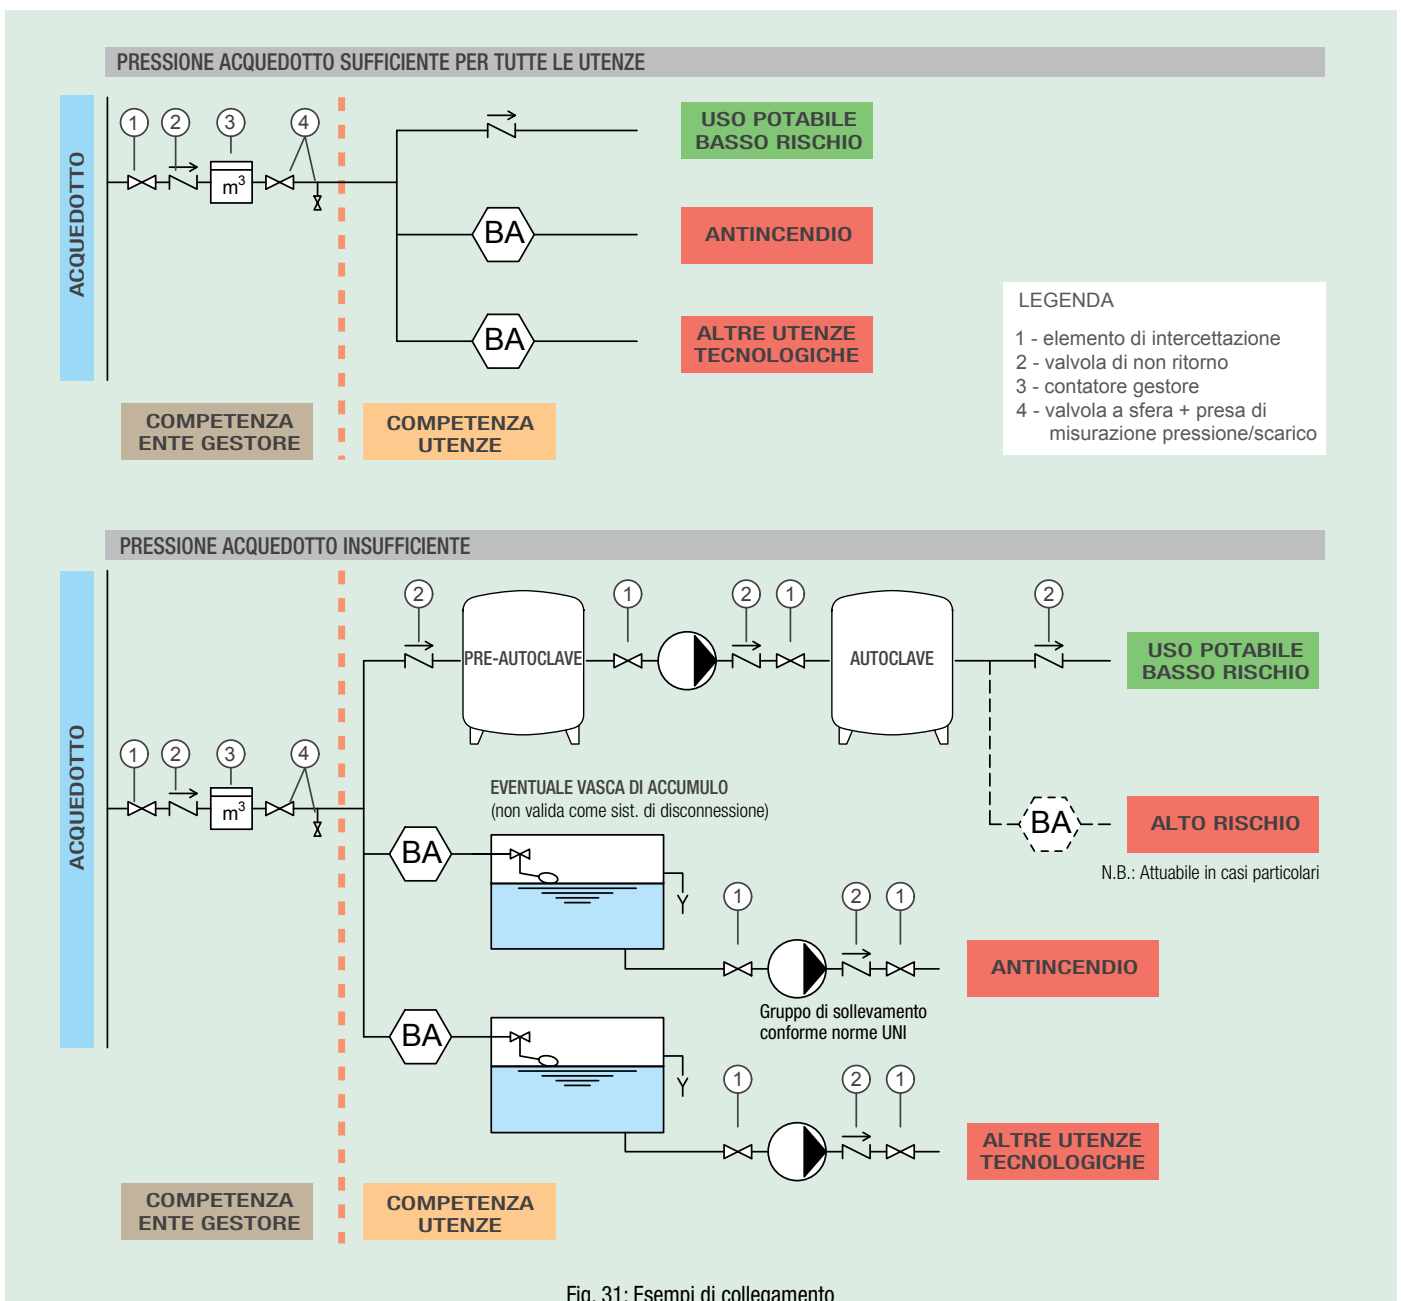 PRESSIONE ACQUEDOTTO SUFFICIENTE PER TUTTE LE UTENZE
ACQUEDOTTO
1
2
3
4
m³
USO POTABILE
BASSO RISCHIO
BA
ANTINCENDIO
BA
ALTRE UTENZE
TECNOLOGICHE
COMPETENZA
ENTE GESTORE
COMPETENZA
UTENZE
LEGENDA
1 - elemento di intercettazione
2 - valvola di non ritorno
3 - contatore gestore
4 - valvola a sfera + presa di
misurazione pressione/scarico
PRESSIONE ACQUEDOTTO INSUFFICIENTE
ACQUEDOTTO
1
2
3
4
m³
2
PRE-AUTOCLAVE
1
2
1
AUTOCLAVE
2
USO POTABILE
BASSO RISCHIO
BA
ALTO RISCHIO
N.B.: Attuabile in casi particolari
EVENTUALE VASCA DI ACCUMULO
(non valida come sist. di disconnessione)
BA
1
2
1
ANTINCENDIO
Gruppo di sollevamento
conforme norme UNI
BA
1
2
1
ALTRE UTENZE
TECNOLOGICHE
COMPETENZA
ENTE GESTORE
COMPETENZA
UTENZE
Fig. 31: Esempi di collegamento